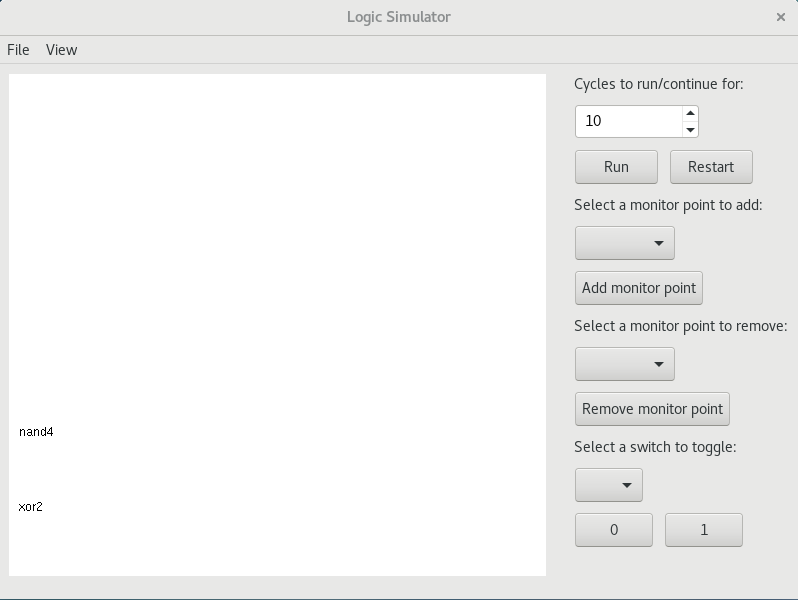 Logic Simulator
File View
nand4
xor2
Cycles to run/continue for:
10
Run Restart
Select a monitor point to add:
Add monitor point
Select a monitor point to remove:
Remove monitor point
Select a switch to toggle:
0 1